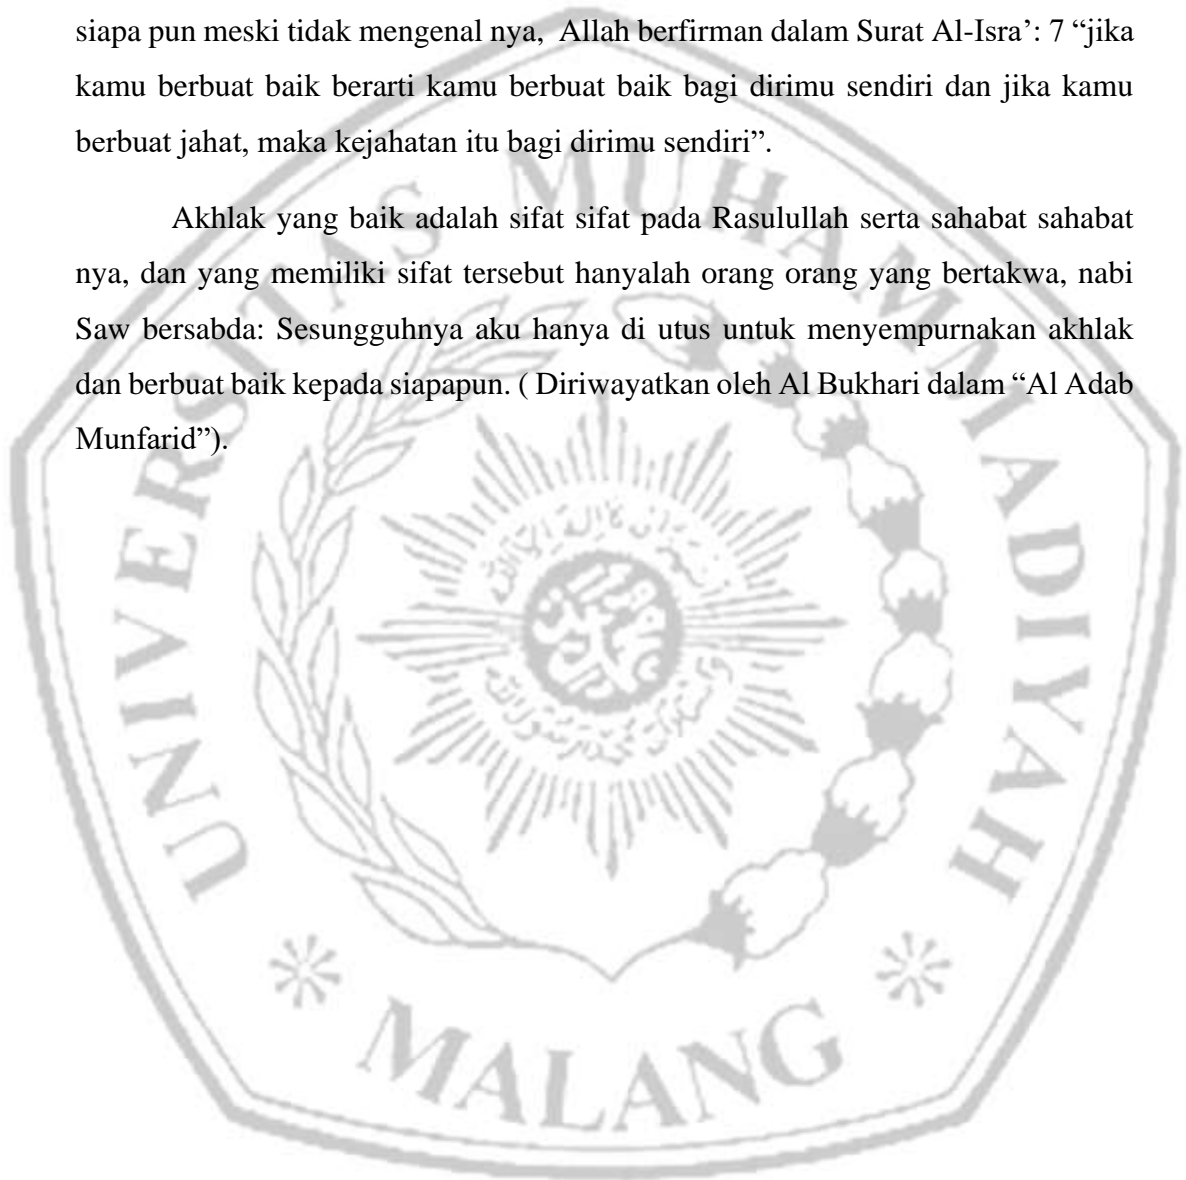 siapa pun meski tidak mengenal nya, Allah berfirman dalam Surat Al-Isra’: 7 “jika
kamu berbuat baik berarti kamu berbuat baik bagi dirimu sendiri dan jika kamu
berbuat jahat, maka kejahatan itu bagi dirimu sendiri”.
Akhlak yang baik adalah sifat sifat pada Rasulullah serta sahabat sahabat
nya, dan yang memiliki sifat tersebut hanyalah orang orang yang bertakwa, nabi
Saw bersabda: Sesungguhnya aku hanya di utus untuk menyempurnakan akhlak
dan berbuat baik kepada siapapun. ( Diriwayatkan oleh Al Bukhari dalam “Al Adab
Munfarid”).
UNIVERSITAS MUHAMMADIYAH
MALANG